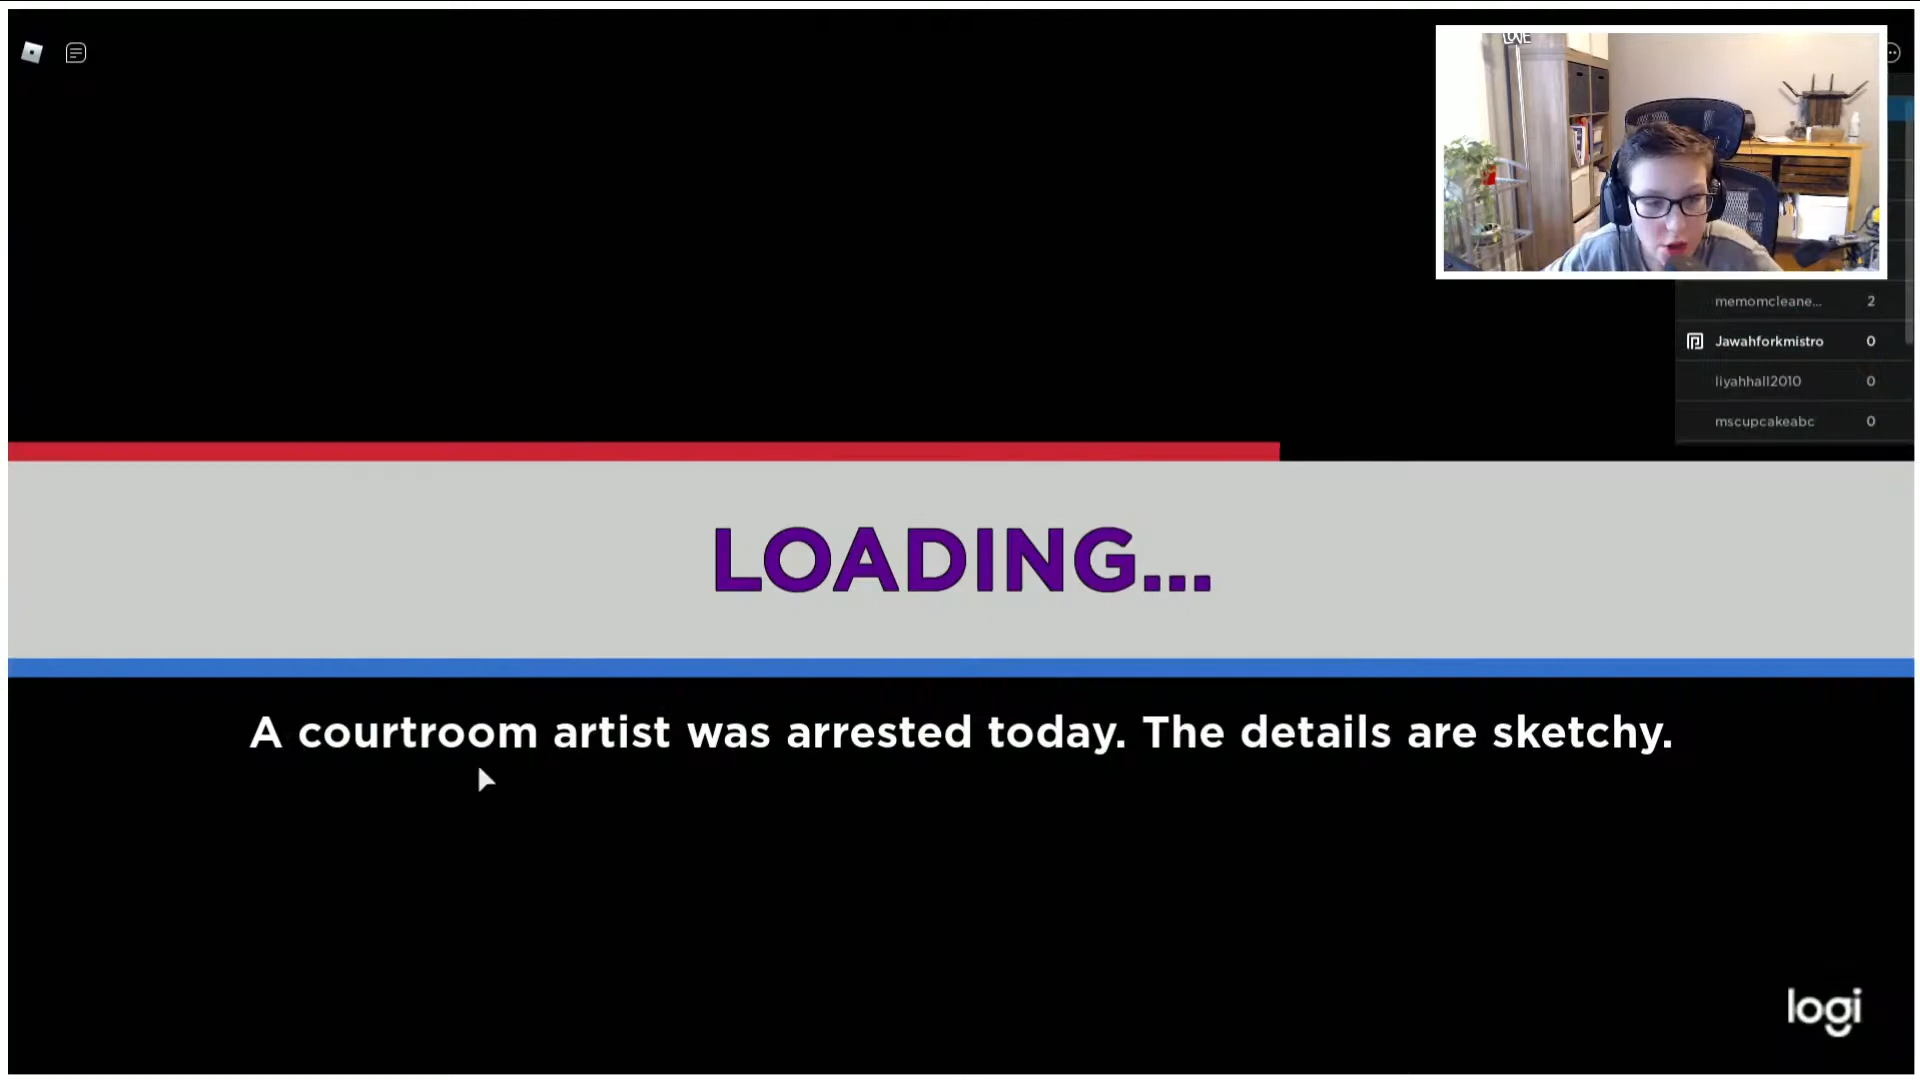 LOVE
memomcleane... 2
Jawahforkmistro 0
liyahhall2010 0
mscupcakeabc 0
LOADING...
A courtroom artist was arrested today. The details are sketchy.
logi